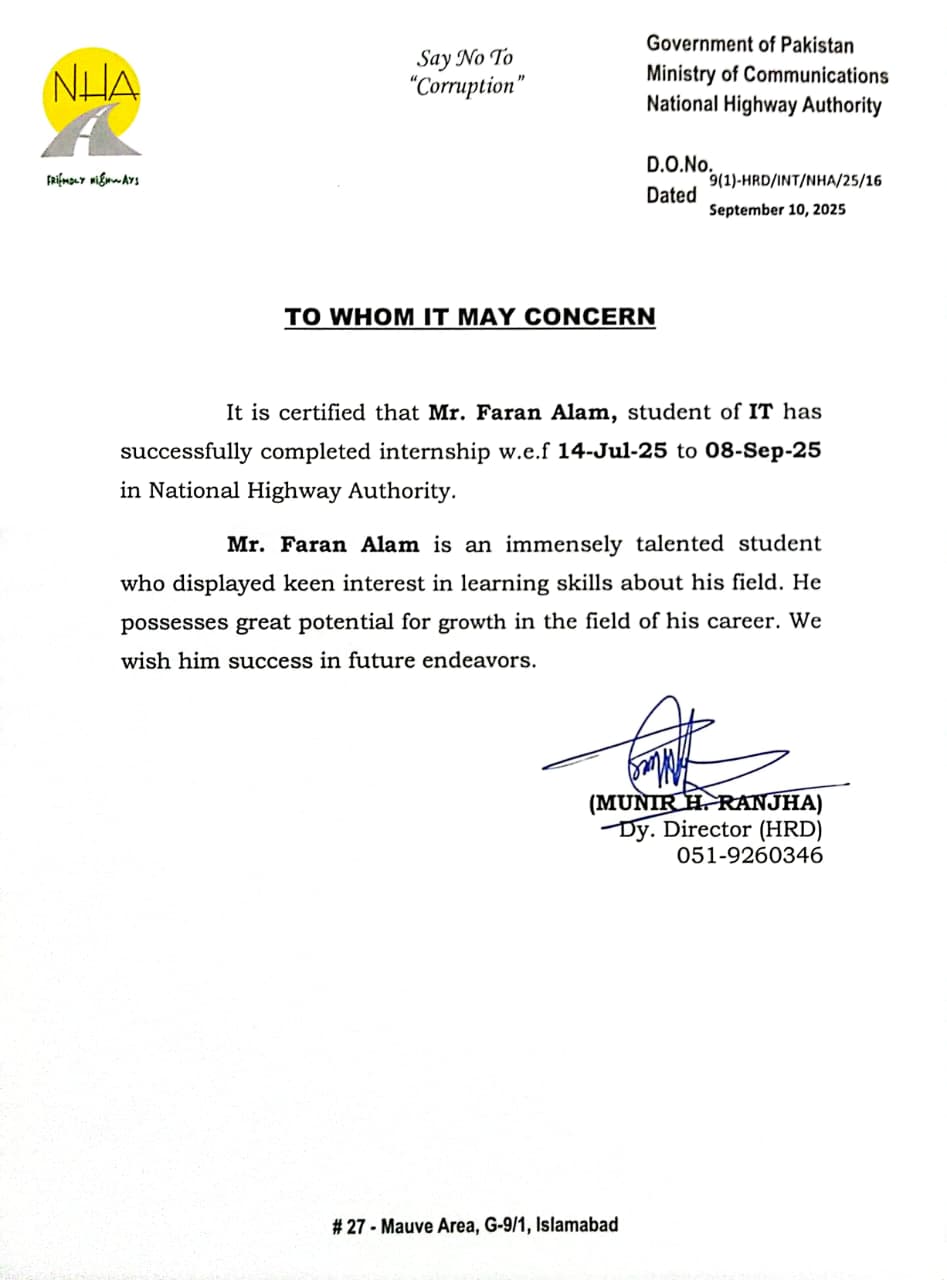 NHA
FRiENDLY HiGHWAYS
Say No To
“Corruption”
Government of Pakistan
Ministry of Communications
National Highway Authority
D.O.No.
9(1)-HRD/INT/NHA/25/16
Dated
September 10, 2025
TO WHOM IT MAY CONCERN
It is certified that Mr. Faran Alam, student of IT has
successfully completed internship w.e.f 14-Jul-25 to 08-Sep-25
in National Highway Authority.
Mr. Faran Alam is an immensely talented student
who displayed keen interest in learning skills about his field. He
possesses great potential for growth in the field of his career. We
wish him success in future endeavors.
(MUNIR H. RANJHA)
Dy. Director (HRD)
051-9260346
# 27 - Mauve Area, G-9/1, Islamabad